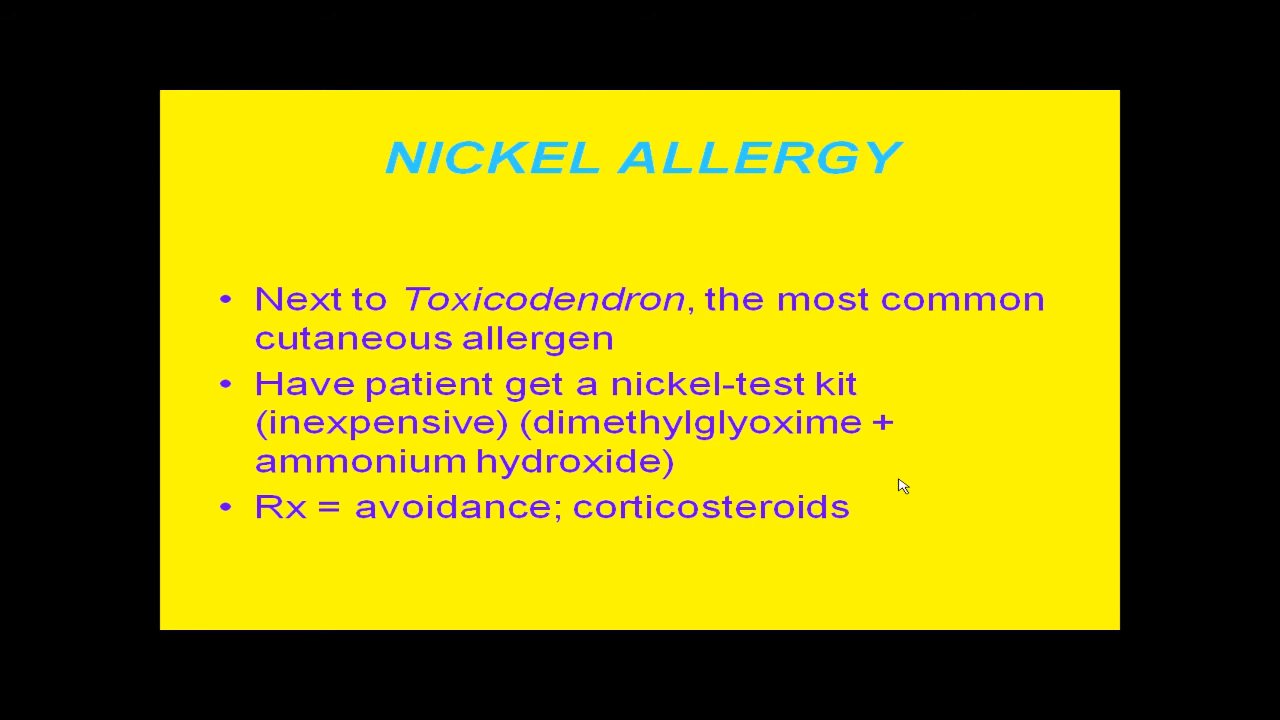 NICKEL ALLERGY
• Next to Toxicodendron, the most common
cutaneous allergen
• Have patient get a nickel-test kit
(inexpensive) (dimethylglyoxime +
ammonium hydroxide)
• Rx = avoidance; corticosteroids